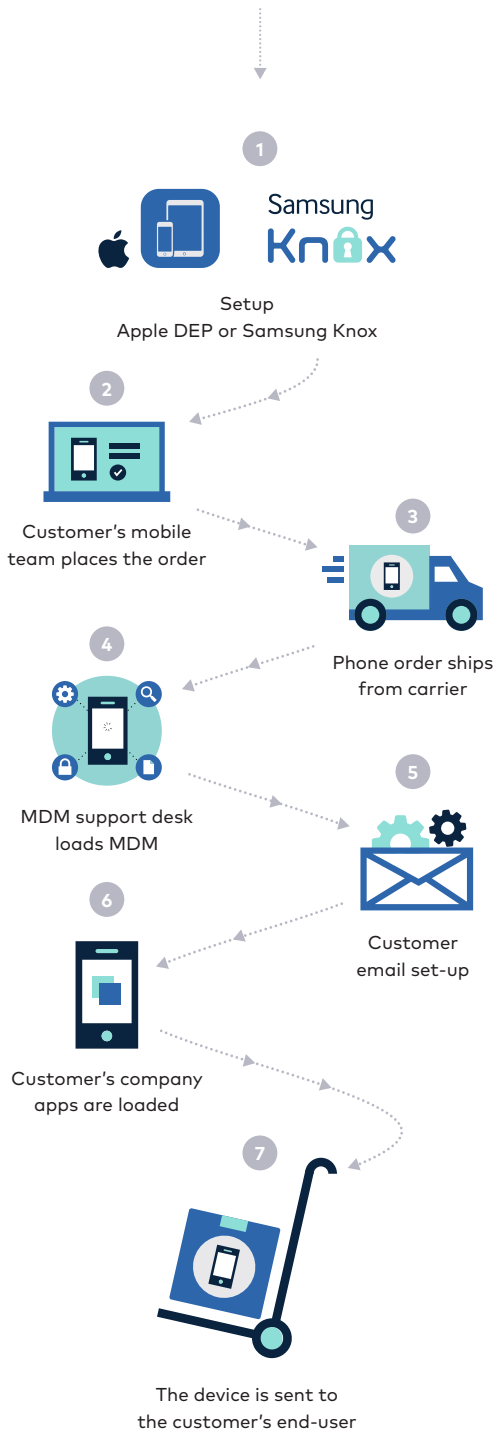 1
Samsung
Knox
Setup
Apple DEP or Samsung Knox
2
Customer's mobile
team places the order
3
Phone order ships
from carrier
4
MDM support desk
loads MDM
5
Customer
email set-up
6
Customer's company
apps are loaded
7
The device is sent to
the customer's end-user